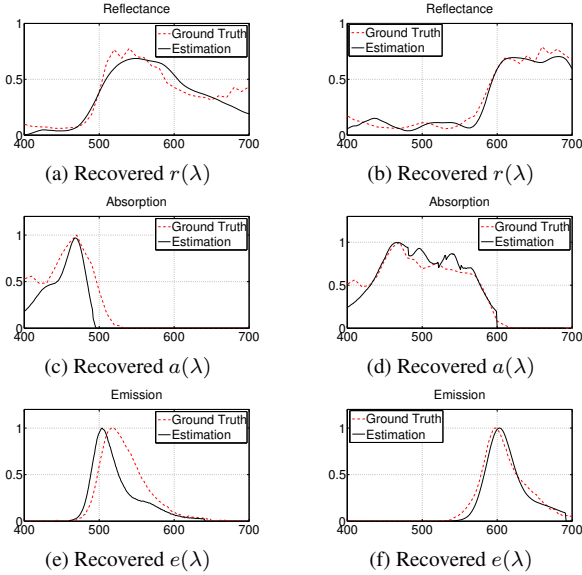 Reflectance
1
0.5
0
400 500 600 700
Ground Truth
Estimation
(a) Recovered r(λ)
Reflectance
1
0.5
0
400 500 600 700
Ground Truth
Estimation
(b) Recovered r(λ)
Absorption
1
0.5
0
400 500 600 700
Ground Truth
Estimation
(c) Recovered a(λ)
Absorption
1
0.5
0
400 500 600 700
Ground Truth
Estimation
(d) Recovered a(λ)
Emission
1
0.5
0
400 500 600 700
Ground Truth
Estimation
(e) Recovered e(λ)
Emission
1
0.5
0
400 500 600 700
Ground Truth
Estimation
(f) Recovered e(λ)